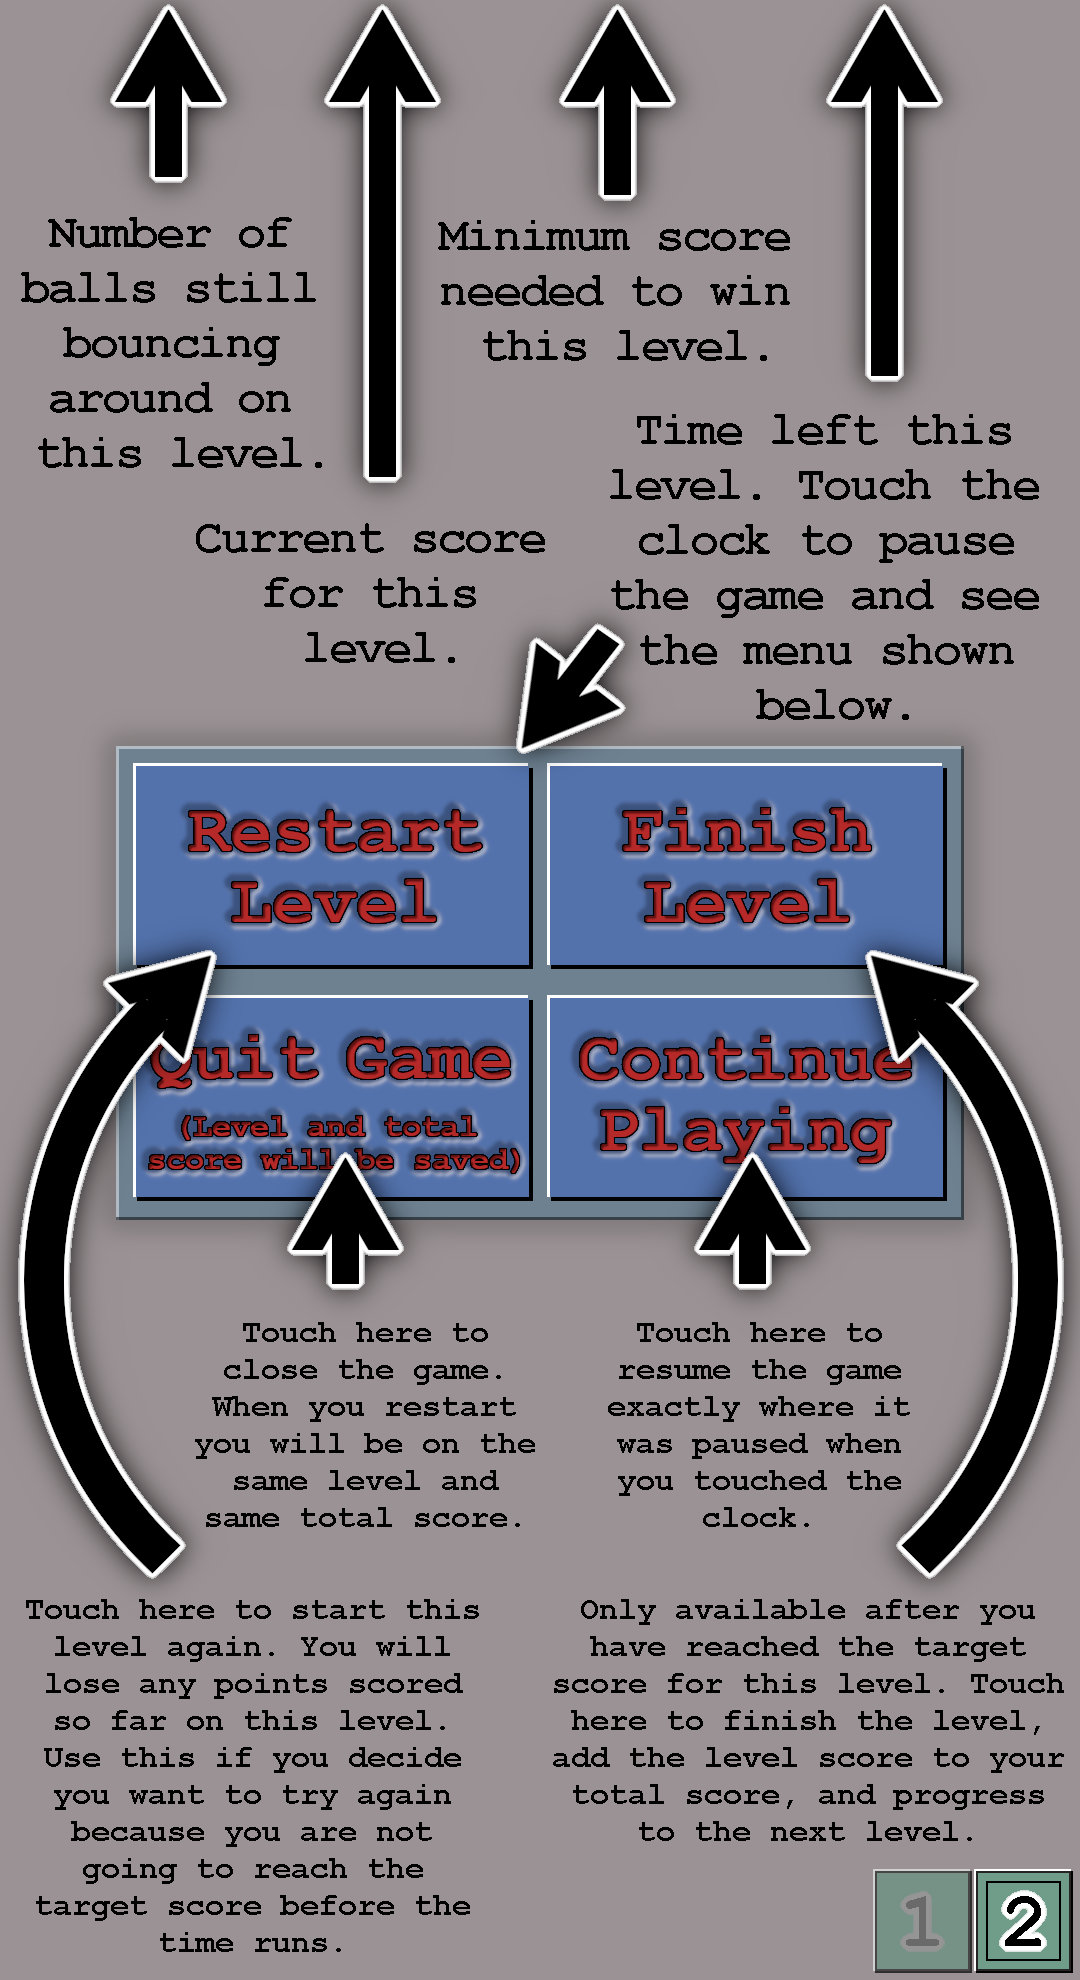 Number of
balls still
bouncing
around on
this level.
Minimum score
needed to win
this level.
Current score
for this
level.
Time left this
level. Touch the
clock to pause
the game and see
the menu shown
below.
Restart
Level
Finish
Level
Quit Game
(Level and total
score will be saved)
Continue
Playing
Touch here to
close the game.
When you restart
you will be on the
same level and
same total score.
Touch here to
resume the game
exactly where it
was paused when
you touched the
clock.
Touch here to start this
level again. You will
lose any points scored
so far on this level.
Use this if you decide
you want to try again
because you are not
going to reach the
target score before the
time runs.
Only available after you
have reached the target
score for this level. Touch
here to finish the level,
add the level score to your
total score, and progress
to the next level.
1 2